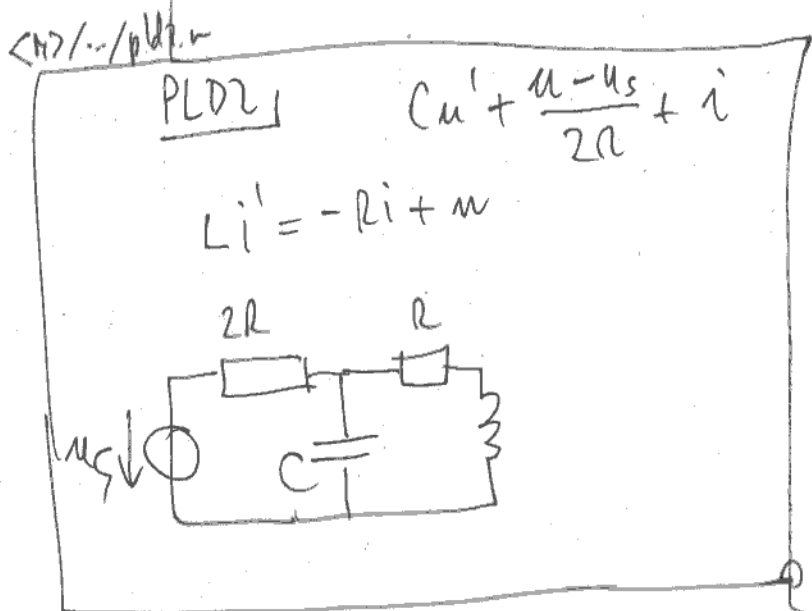 PLD2
Cu' + (u - us)/2R + i
Li' = -Ri + u
2R
R
us
C